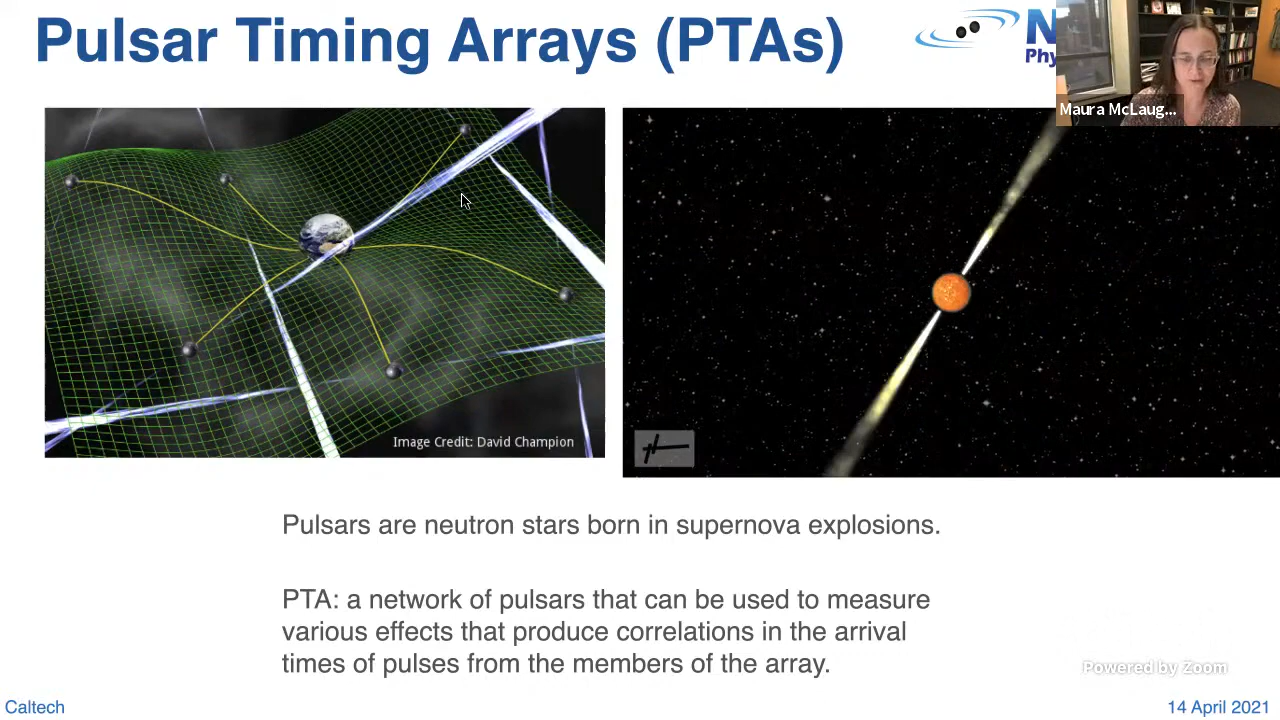 Pulsar Timing Arrays (PTAs)
N
Phy
Maura McLaug...
Image Credit: David Champion
Pulsars are neutron stars born in supernova explosions.
PTA: a network of pulsars that can be used to measure
various effects that produce correlations in the arrival
times of pulses from the members of the array.
Powered by Zoom
Caltech
14 April 2021